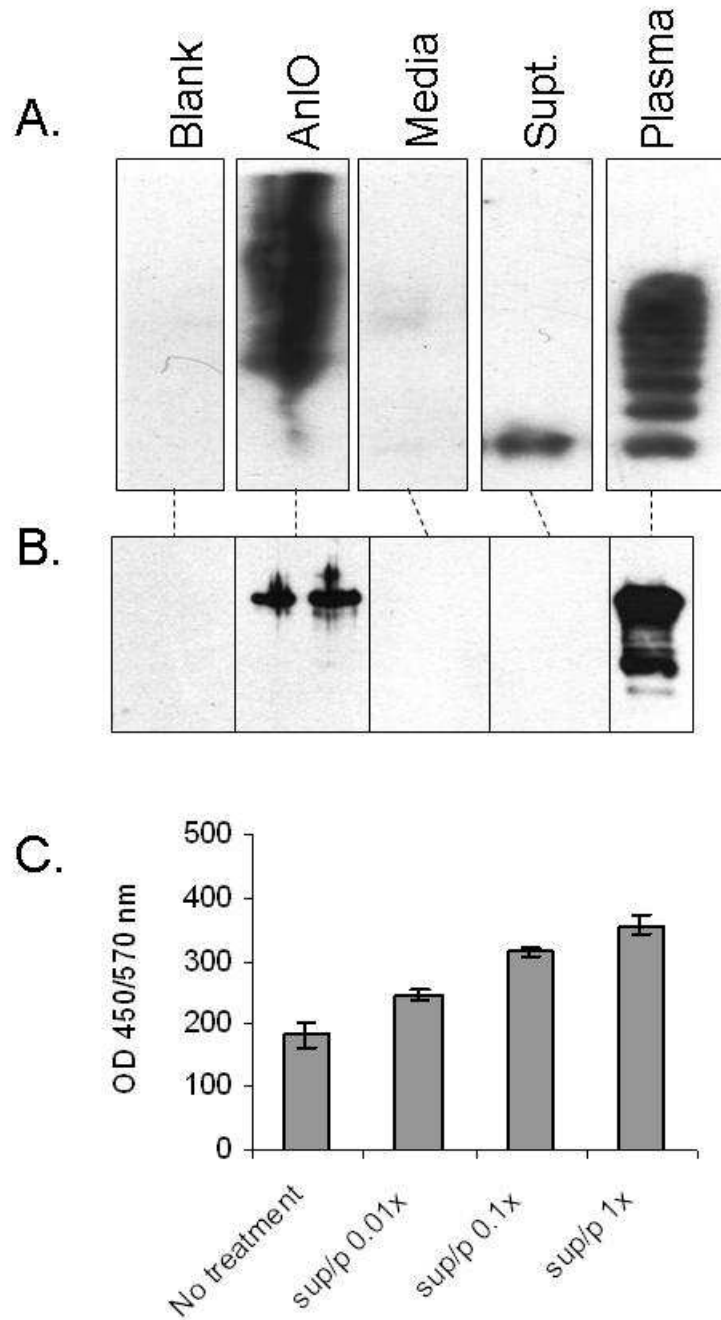 A.
Blank
AnIO
Media
Supt.
Plasma
B.
C.
OD 450/570 nm
500
400
300
200
100
0
No treatment
sup/p 0.01x
sup/p 0.1x
sup/p 1x